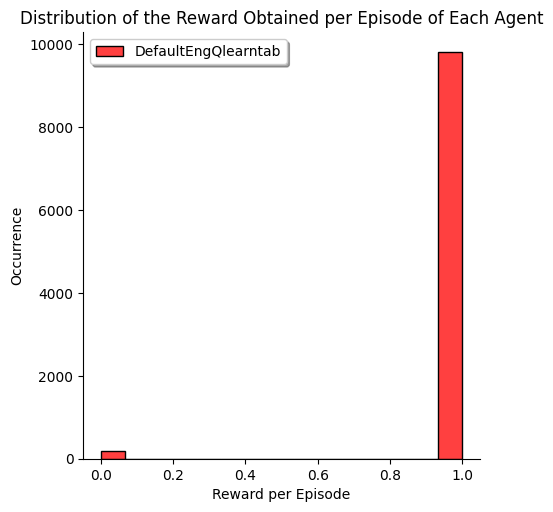 Distribution of the Reward Obtained per Episode of Each Agent
DefaultEngQlearntab
10000
8000
6000
4000
2000
0
Occurrence
0.0 0.2 0.4 0.6 0.8 1.0
Reward per Episode